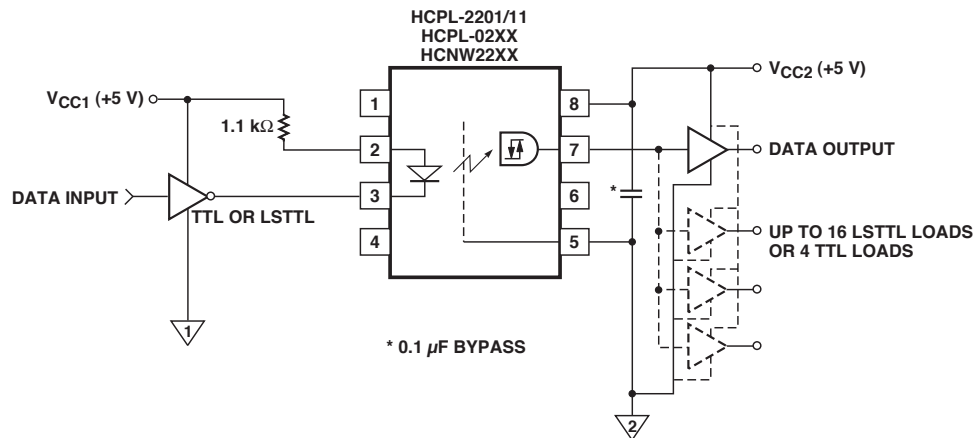 HCPL-2201/11
HCPL-02XX
HCNW22XX
VCC1 (+5 V)
1.1 kΩ
DATA INPUT
TTL OR LSTTL
1
1
2
3
4
8
7
6
5
*
VCC2 (+5 V)
DATA OUTPUT
UP TO 16 LSTTL LOADS
OR 4 TTL LOADS
* 0.1 µF BYPASS
2